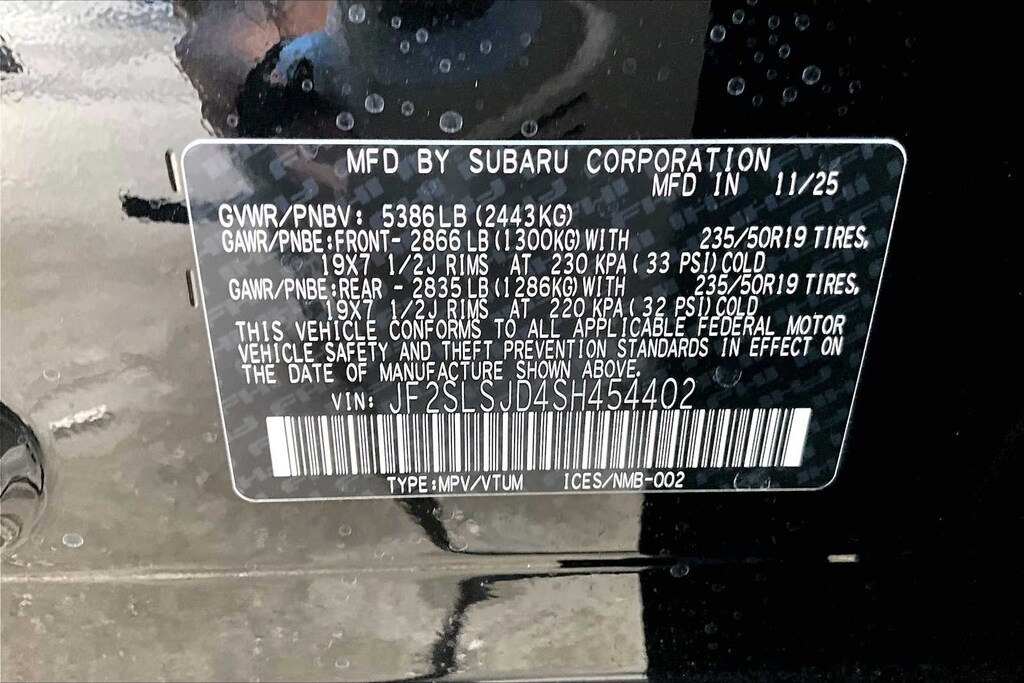 MFD BY SUBARU CORPORATION
MFD IN 11/25
GVWR/PNBV: 5386LB(2443KG)
GAWR/PNBE:FRONT- 2866LB(1300KG)WITH 235/50R19 TIRES,
19X7 1/2J RIMS AT 230 KPA( 33 PSI)COLD
GAWR/PNBE:REAR - 2835LB(1286KG)WITH 235/50R19 TIRES,
19X7 1/2J RIMS AT 220 KPA( 32 PSI)COLD
THIS VEHICLE CONFORMS TO ALL APPLICABLE FEDERAL MOTOR
VEHICLE SAFETY AND THEFT PREVENTION STANDARDS IN EFFECT ON
THE DATE OF MANUFACTURE SHOWN ABOVE.
VIN: JF2SLSJD4SH454402
TYPE:MPV/VTUM ICES/NMB-002